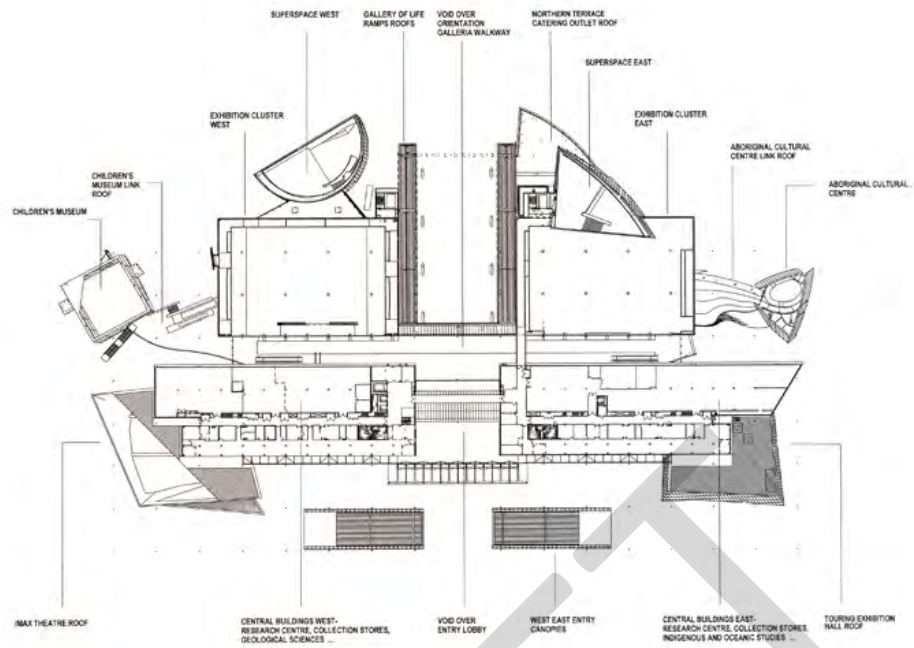 SUPERSPACE WEST
GALLERY OF LIFE
RAMPS ROOFS
VOID OVER
ORIENTATION
GALLERIA WALKWAY
NORTHERN TERRACE
CATERING OUTLET ROOF
SUPERSPACE EAST
EXHIBITION CLUSTER
WEST
EXHIBITION CLUSTER
EAST
ABORIGINAL CULTURAL
CENTRE LINK ROOF
CHILDREN'S
MUSEUM LINK
ROOF
ABORIGINAL CULTURAL
CENTRE
CHILDREN'S MUSEUM
IMAX THEATRE ROOF
CENTRAL BUILDINGS WEST-
RESEARCH CENTRE, COLLECTION STORES,
GEOLOGICAL SCIENCES ...
VOID OVER
ENTRY LOBBY
WEST EAST ENTRY
CANOPIES
CENTRAL BUILDINGS EAST-
RESEARCH CENTRE, COLLECTION STORES,
INDIGENOUS AND OCEANIC STUDIES ...
TOURING EXHIBITION
HALL ROOF